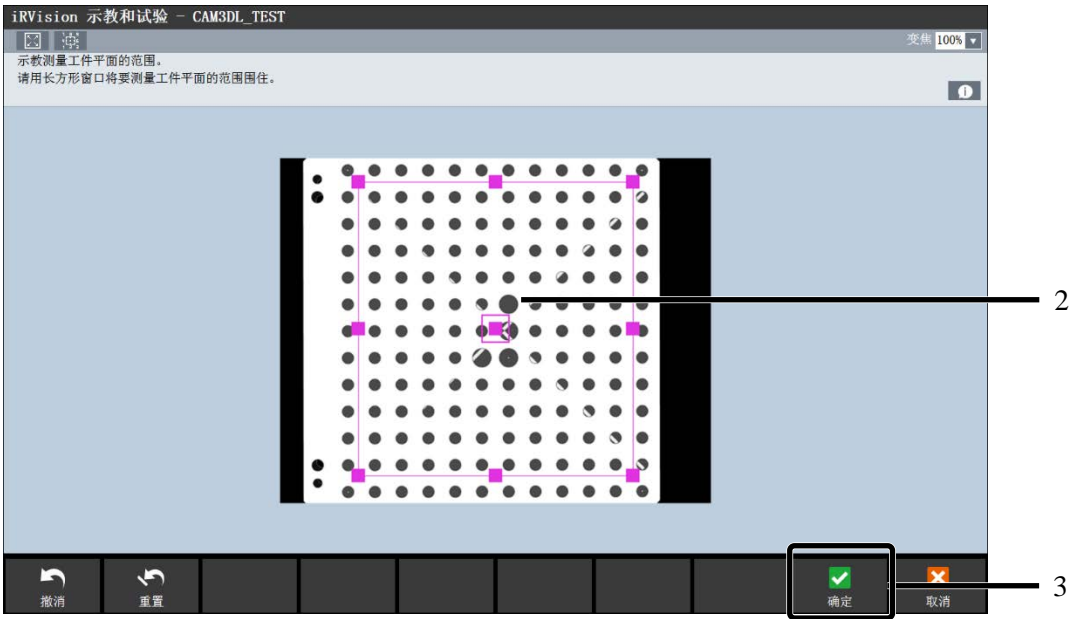 iRVision 示教和试验 - CAM3DL_TEST
变焦 100%
示教测量工件平面的范围。
请用长方形窗口将要测量工件平面的范围围住。
2
撤消 重置 确定 取消
3